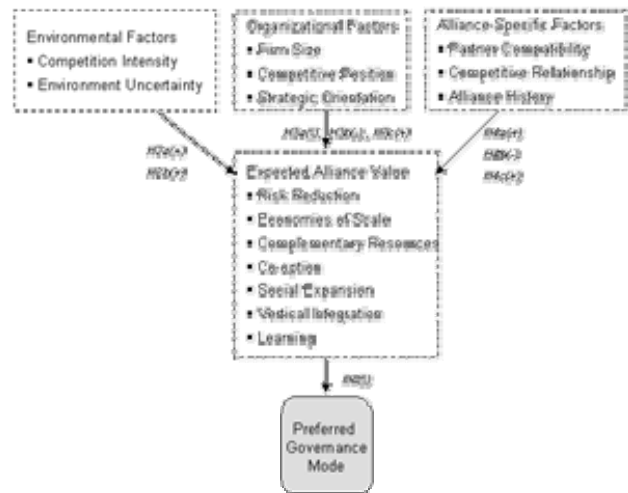 Environmental Factors
▪ Competition Intensity
▪ Environment Uncertainty
Organizational Factors
▪ Firm Size
▪ Competitive Position
▪ Strategic Orientation
Alliance-Specific Factors
▪ Partner Compatibility
▪ Competitive Relationship
▪ Alliance History
Expected Alliance Value
▪ Risk Reduction
▪ Economies of Scale
▪ Complementary Resources
▪ Co-option
▪ Social Expansion
▪ Vertical Integration
▪ Learning
Preferred
Governance
Mode